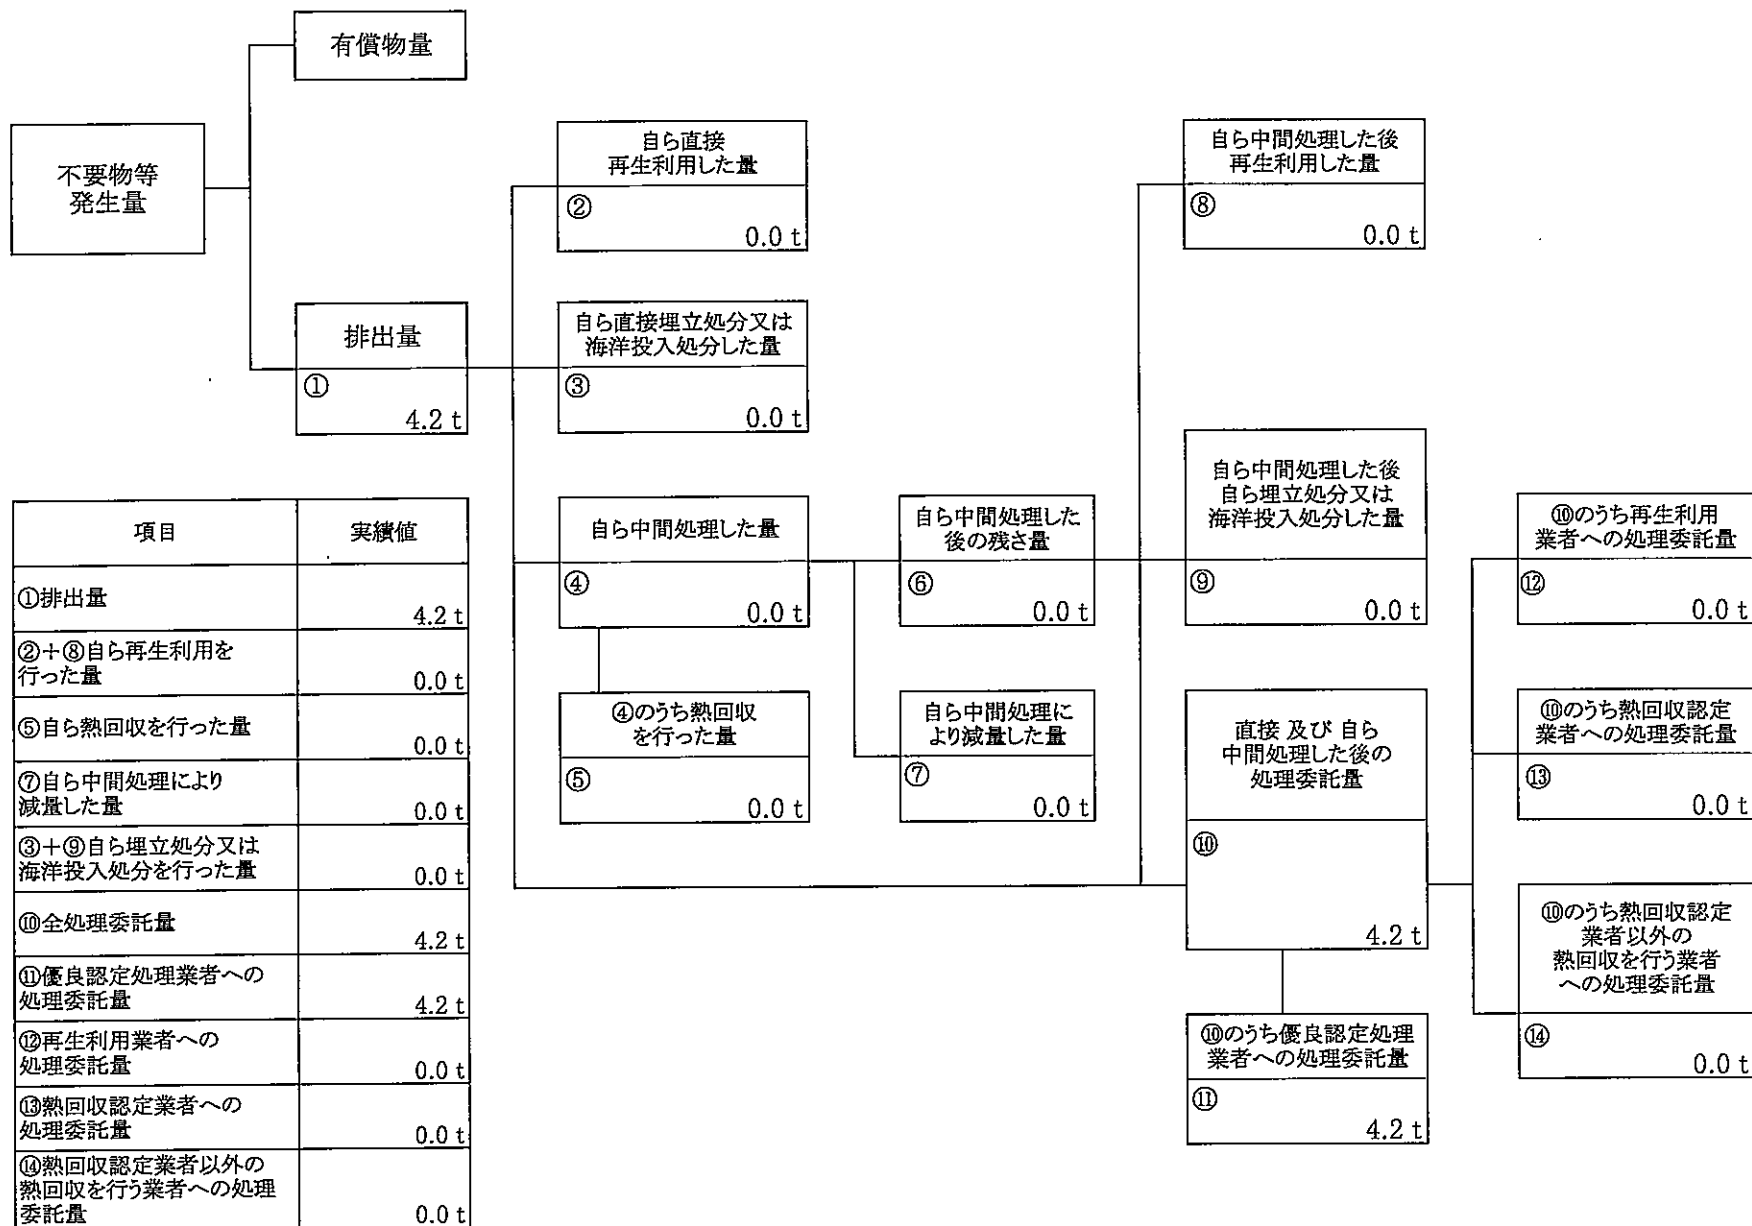 有償物量
不要物等
発生量
排出量
①
4.2 t
自ら直接
再生利用した量
②
0.0 t
自ら直接埋立処分又は
海洋投入処分した量
③
0.0 t
自ら中間処理した量
④
0.0 t
④のうち熱回収
を行った量
⑤
0.0 t
自ら中間処理した
後の残さ量
⑥
0.0 t
自ら中間処理に
より減量した量
⑦
0.0 t
自ら中間処理した後
再生利用した量
⑧
0.0 t
自ら中間処理した後
自ら埋立処分又は
海洋投入処分した量
⑨
0.0 t
直接 及び 自ら
中間処理した後の
処理委託量
⑩
4.2 t
⑩のうち優良認定処理
業者への処理委託量
⑪
4.2 t
⑩のうち再生利用
業者への処理委託量
⑫
0.0 t
⑩のうち熱回収認定
業者への処理委託量
⑬
0.0 t
⑩のうち熱回収認定
業者以外の
熱回収を行う業者
への処理委託量
⑭
0.0 t
項目 実績値
①排出量
4.2 t
②＋⑧自ら再生利用を
行った量
0.0 t
⑤自ら熱回収を行った量
0.0 t
⑦自ら中間処理により
減量した量
0.0 t
③＋⑨自ら埋立処分又は
海洋投入処分を行った量
0.0 t
⑩全処理委託量
4.2 t
⑪優良認定処理業者への
処理委託量
4.2 t
⑫再生利用業者への
処理委託量
0.0 t
⑬熱回収認定業者への
処理委託量
0.0 t
⑭熱回収認定業者以外の
熱回収を行う業者への処理
委託量
0.0 t